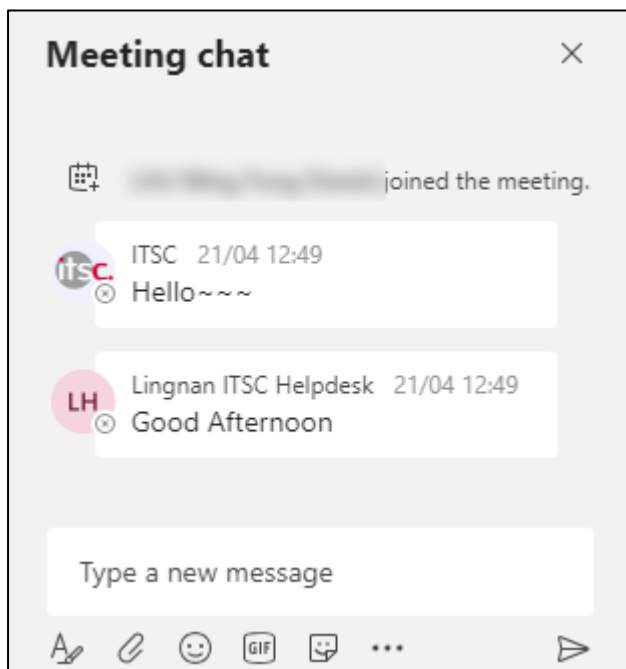 Meeting chat
joined the meeting.
itsc.
ITSC 21/04 12:49
Hello~~~
LH
Lingnan ITSC Helpdesk 21/04 12:49
Good Afternoon
Type a new message
GIF